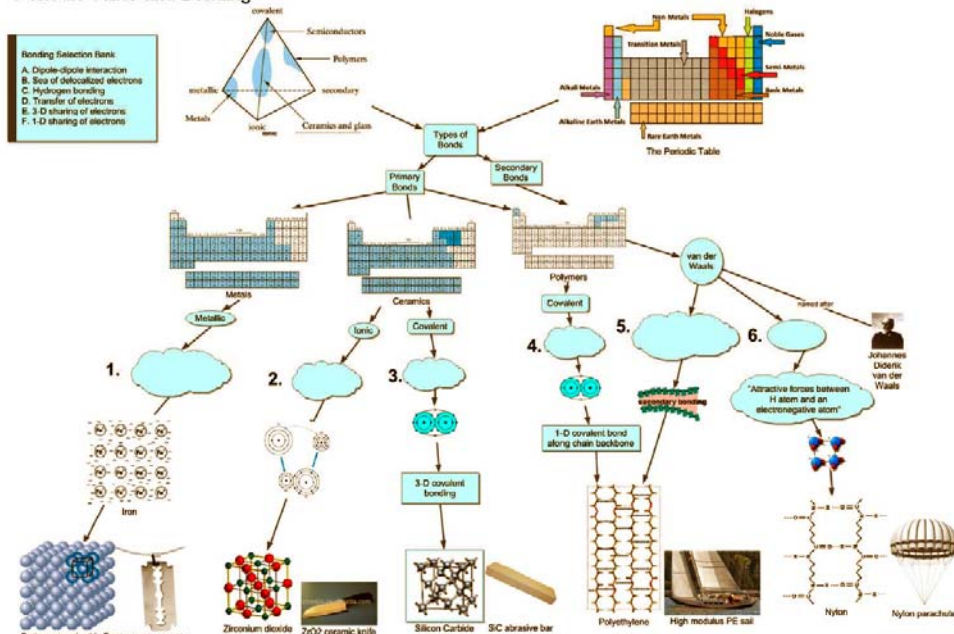 Bonding Selection Bank
A. Dipole-dipole interaction
B. Sea of delocalized electrons
C. Hydrogen bonding
D. Transfer of electrons
E. 3-D sharing of electrons
F. 1-D sharing of electrons
covalent
Semiconductors
Polymers
metallic
secondary
Metals
ionic
Ceramics and glass
Non Metals
Halogens
Noble Gases
Transition Metals
Semi Metals
Basic Metals
Alkali Metals
Alkaline Earth Metals
Rare Earth Metals
The Periodic Table
Types of
Bonds
Primary
Bonds
Secondary
Bonds
Metals
Ceramics
Polymers
van der
Waals
named after
Johannes
Diderik
van der
Waals
Metallic
Ionic
Covalent
Covalent
1.
2.
3.
4.
5.
6.
secondary bonding
"Attractive forces between
H atom and an
electronegative atom"
1-D covalent bond
along chain backbone
3-D covalent
bonding
Iron
Zirconium dioxide
ZrO2 ceramic knife
Silicon Carbide
SiC abrasive bar
Polyethylene
High modulus PE sail
Nylon
Nylon parachute